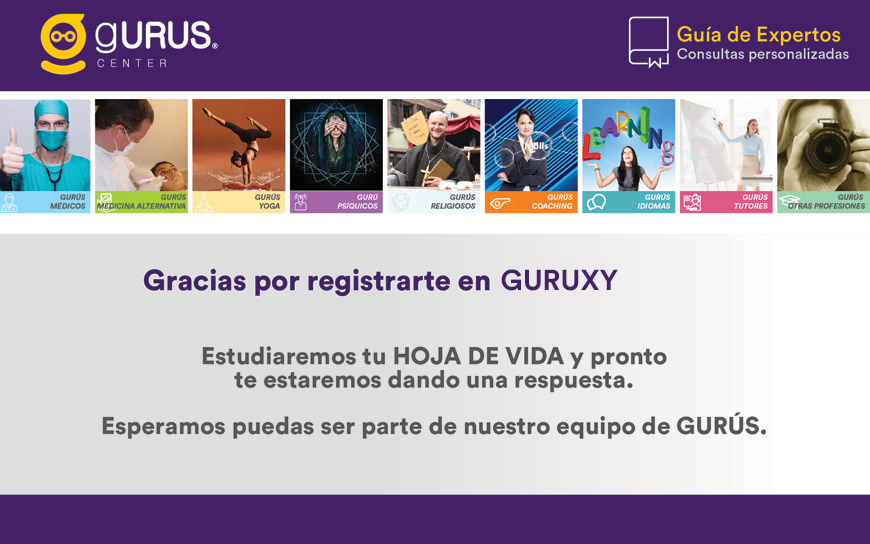 gURUS®
CENTER
Guía de Expertos
Consultas personalizadas
Skills
LEARNING
GURÚS
MÉDICOS
GURÚS
MEDICINA ALTERNATIVA
GURÚS
YOGA
GURÚ
PSÍQUICOS
GURÚS
RELIGIOSOS
GURÚS
COACHING
GURÚS
IDIOMAS
GURÚS
TUTORES
GURÚS
OTRAS PROFESIONES
Gracias por registrarte en GURUXY
Estudiaremos tu HOJA DE VIDA y pronto
te estaremos dando una respuesta.
Esperamos puedas ser parte de nuestro equipo de GURÚS.